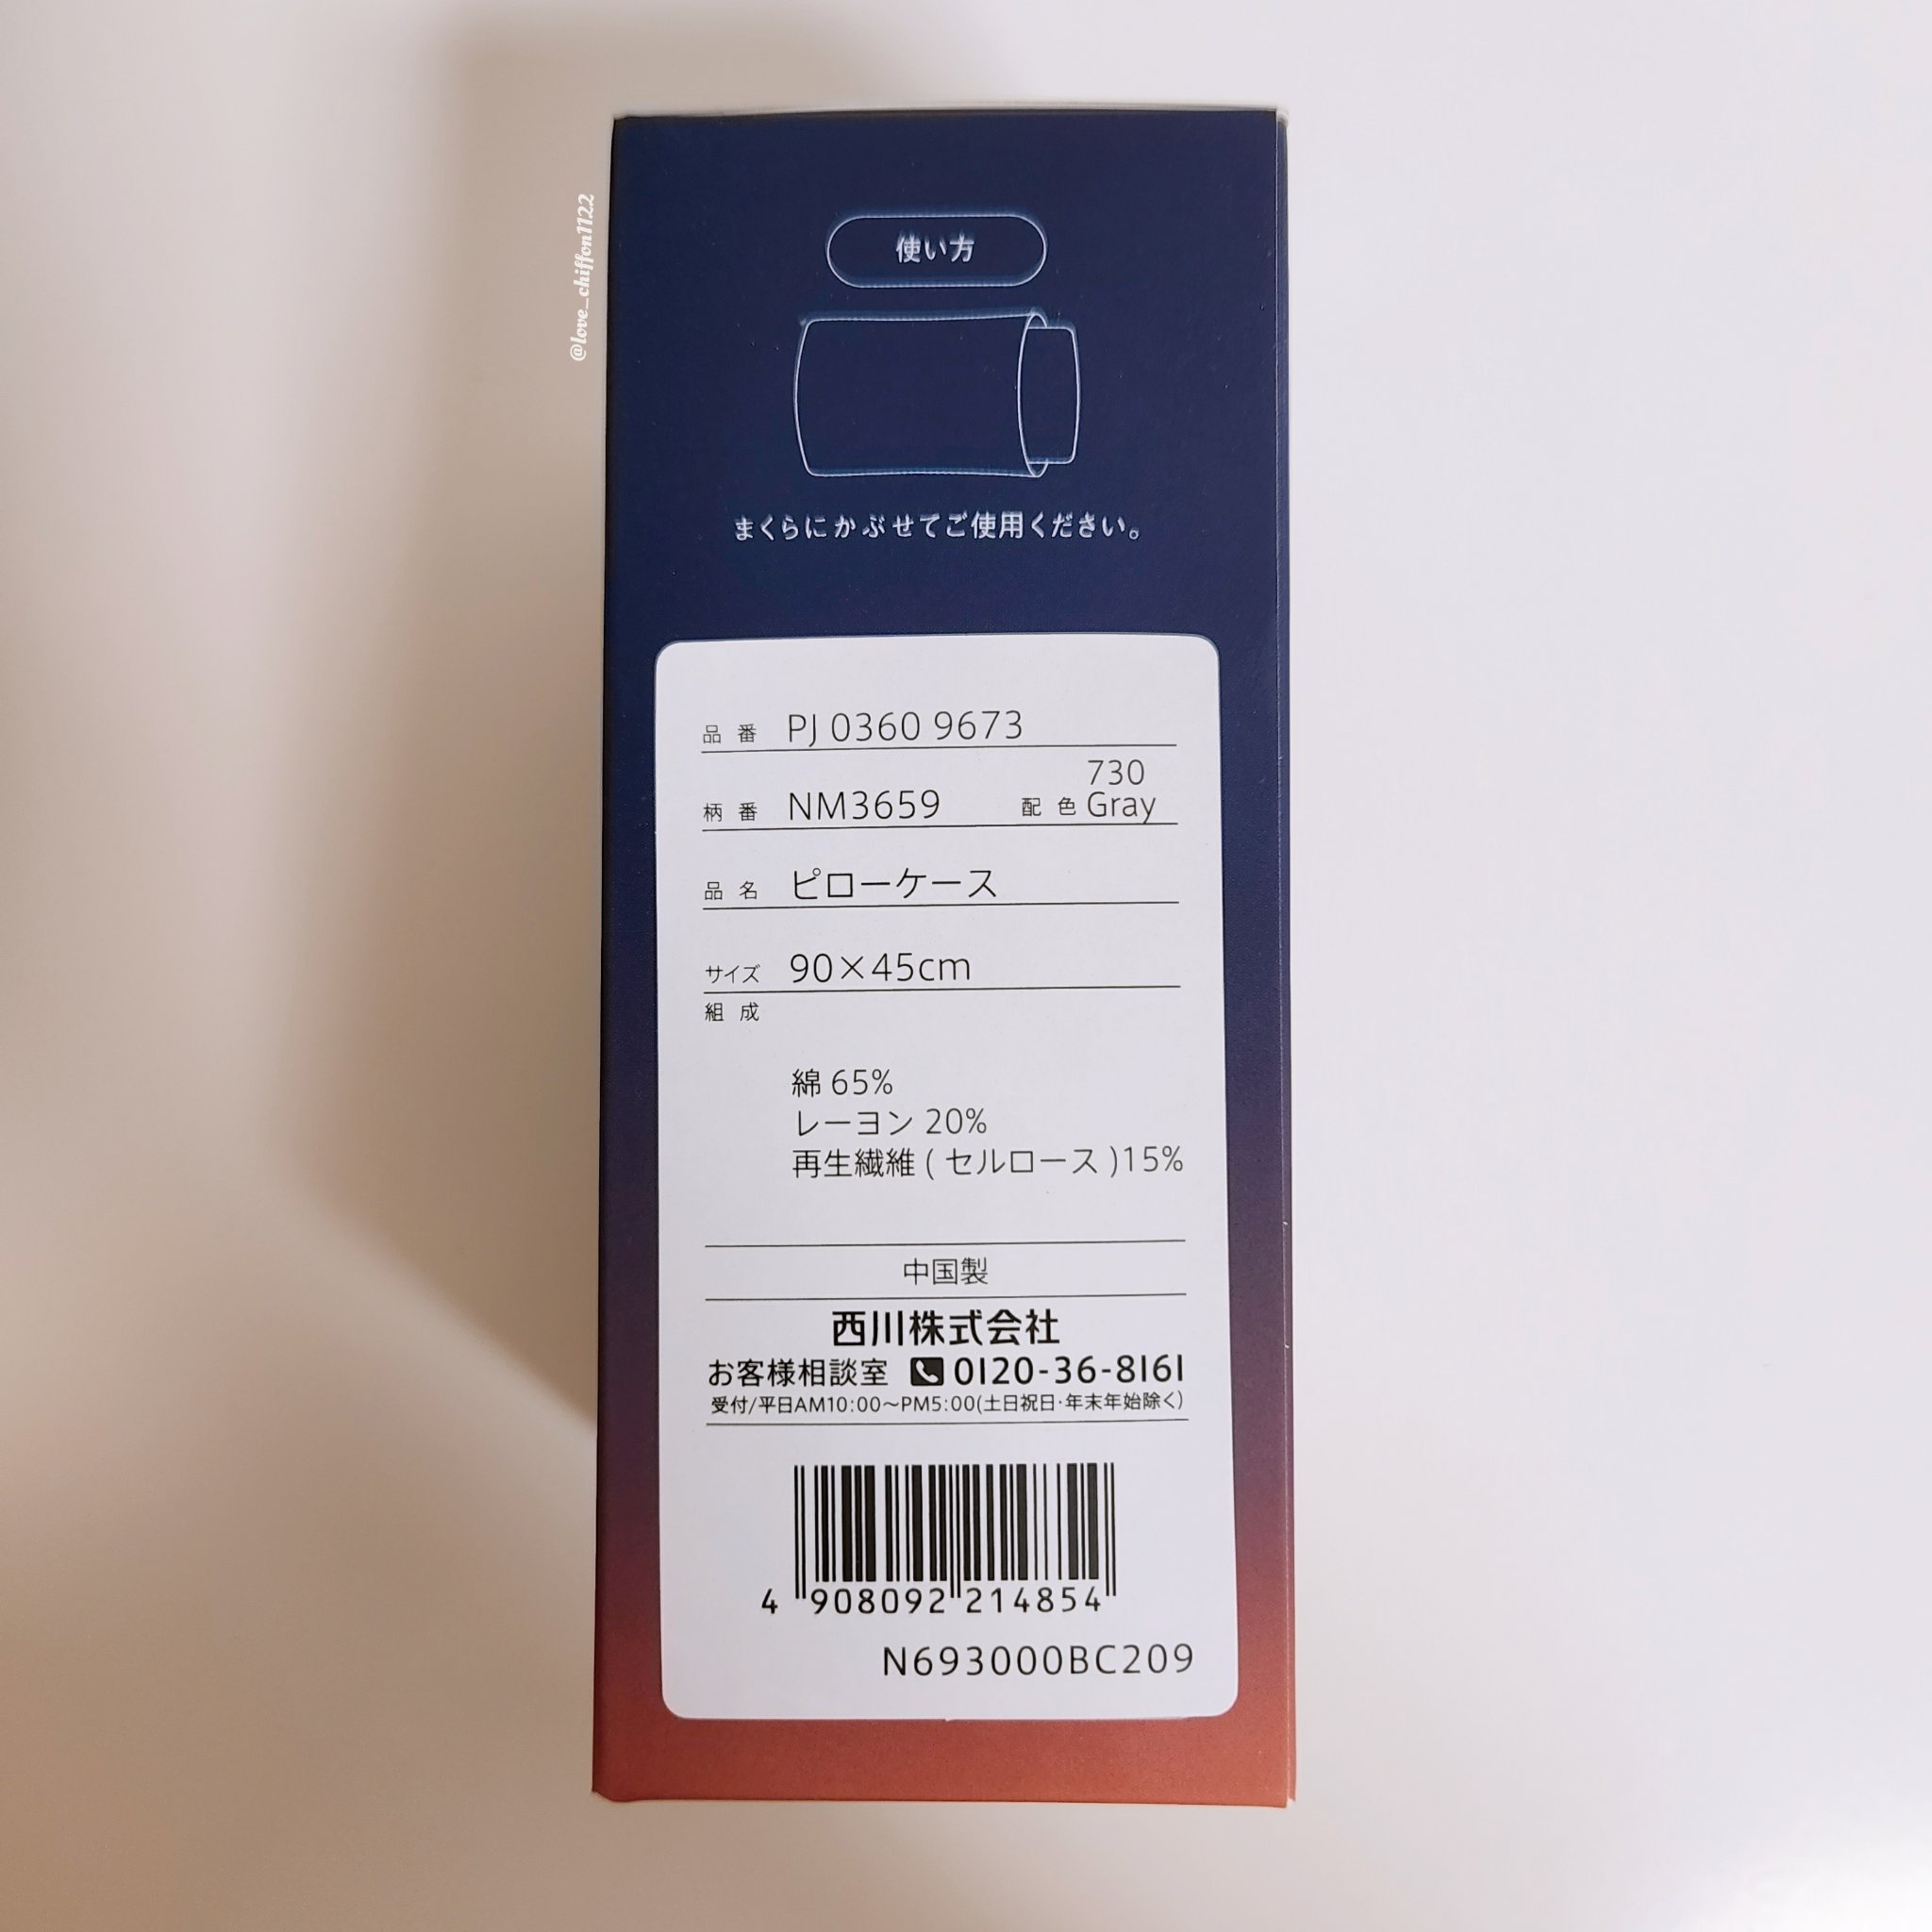 @love_chiffon1122
使い方
まくらにかぶせてご使用ください。
品番 PJ 0360 9673
730
柄番 NM3659 配色 Gray
品名 ピローケース
サイズ 90×45cm
組成
綿 65%
レーヨン 20%
再生繊維 ( セルロース )15%
中国製
西川株式会社
お客様相談室 0120-36-8161
受付/平日AM10:00〜PM5:00(土日祝日・年末年始除く)
4 908092 214854
N693000BC209